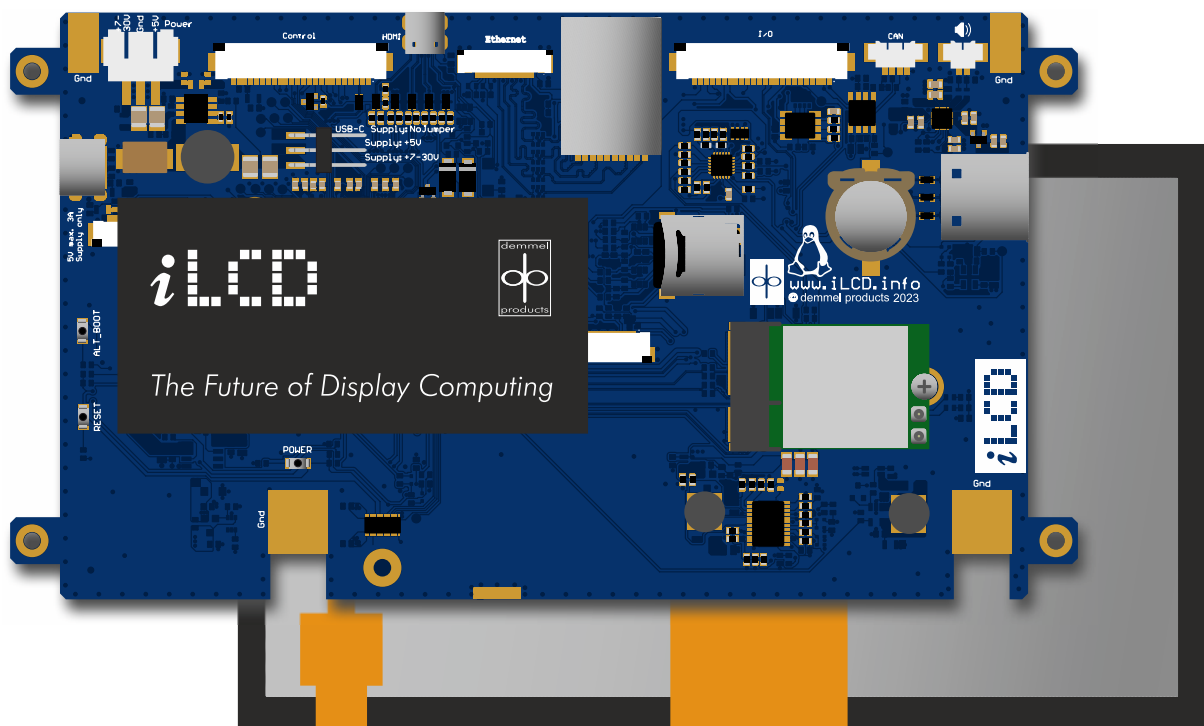 +7-
30V
Gnd
+5V
Power
Gnd
Control
HDMI
Ethernet
I/O
CAN
Gnd
USB-C Supply:NoJumper
Supply:+5V
Supply:+7-30V
5V max. 3A
Supply only
iLCD
demmel
products
www.iLCD.info
demmel products 2023
ALT_BOOT
The Future of Display Computing
RESET
iLCD
POWER
Gnd
Gnd